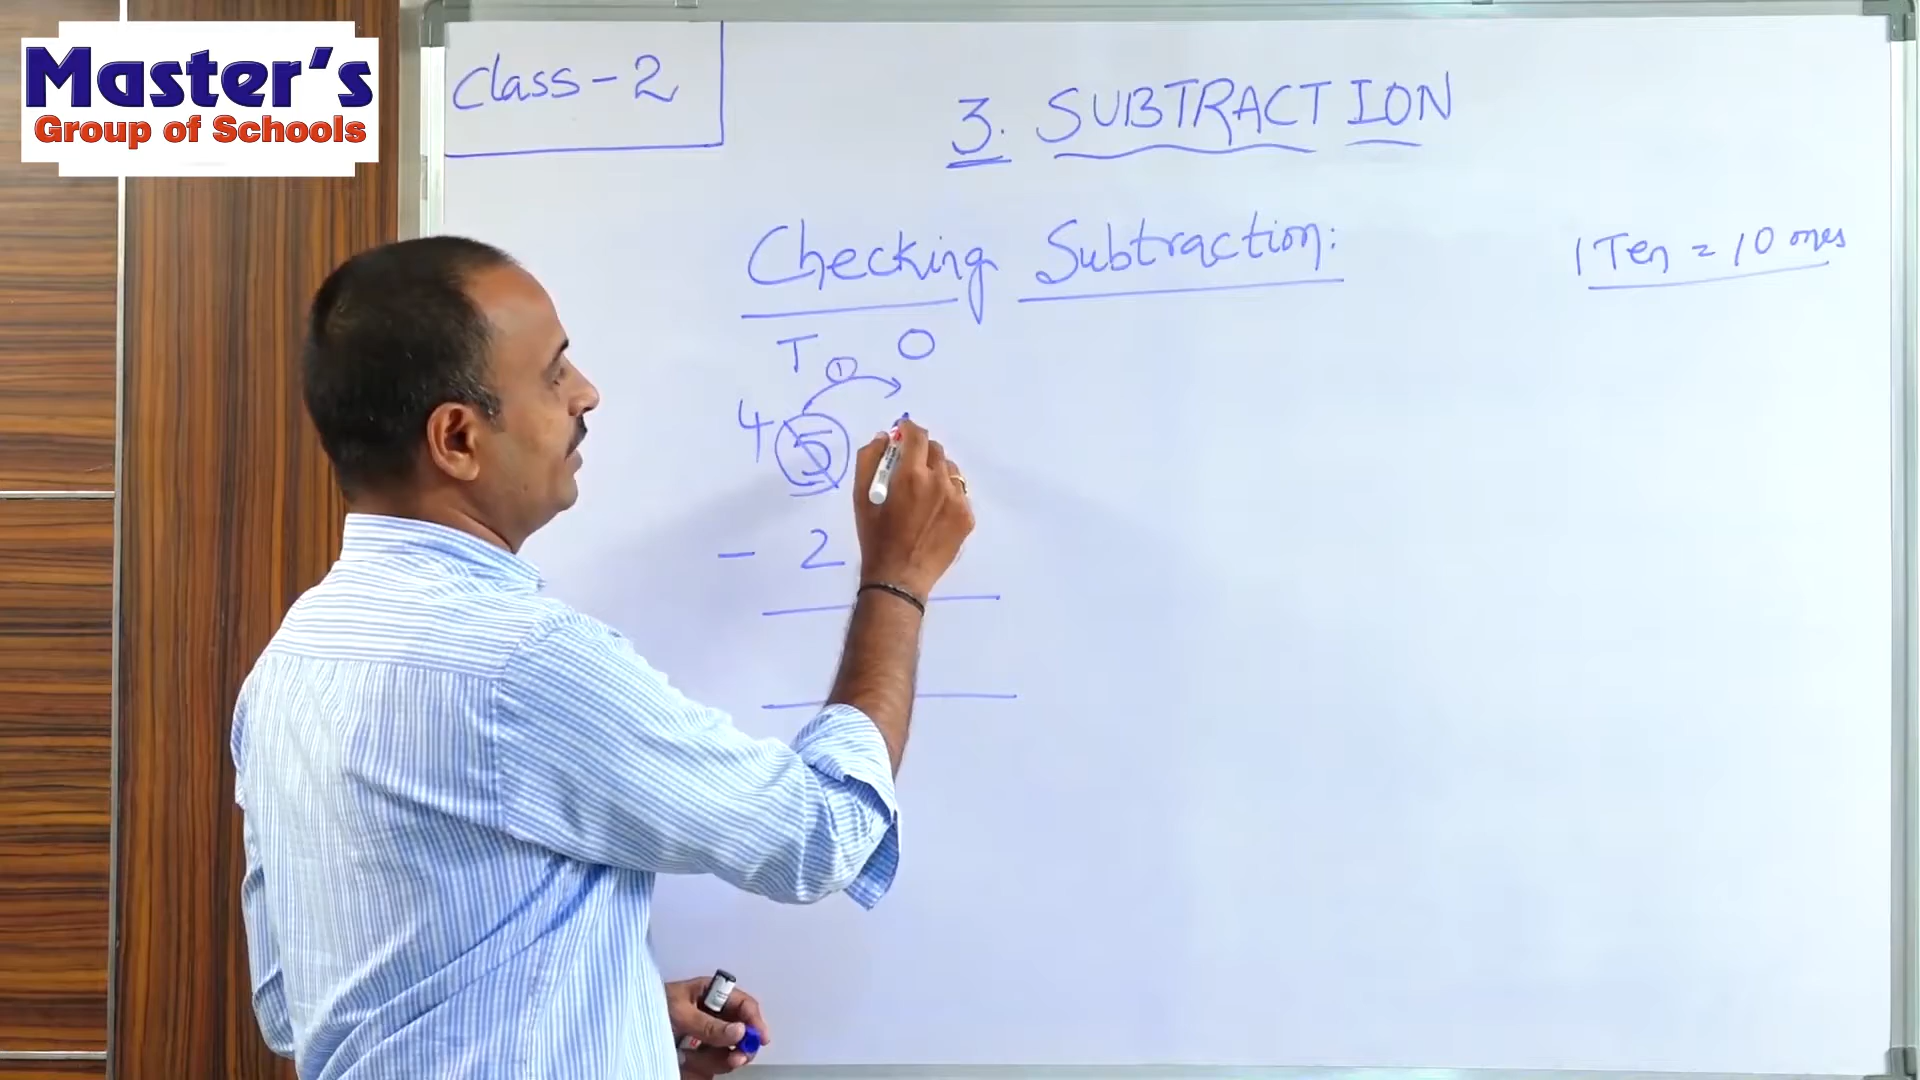 Master's
Group of Schools
Class-2
3. SUBTRACTION
Checking Subtraction:
1 Ten = 10 ones
T O
1
4 5
- 2